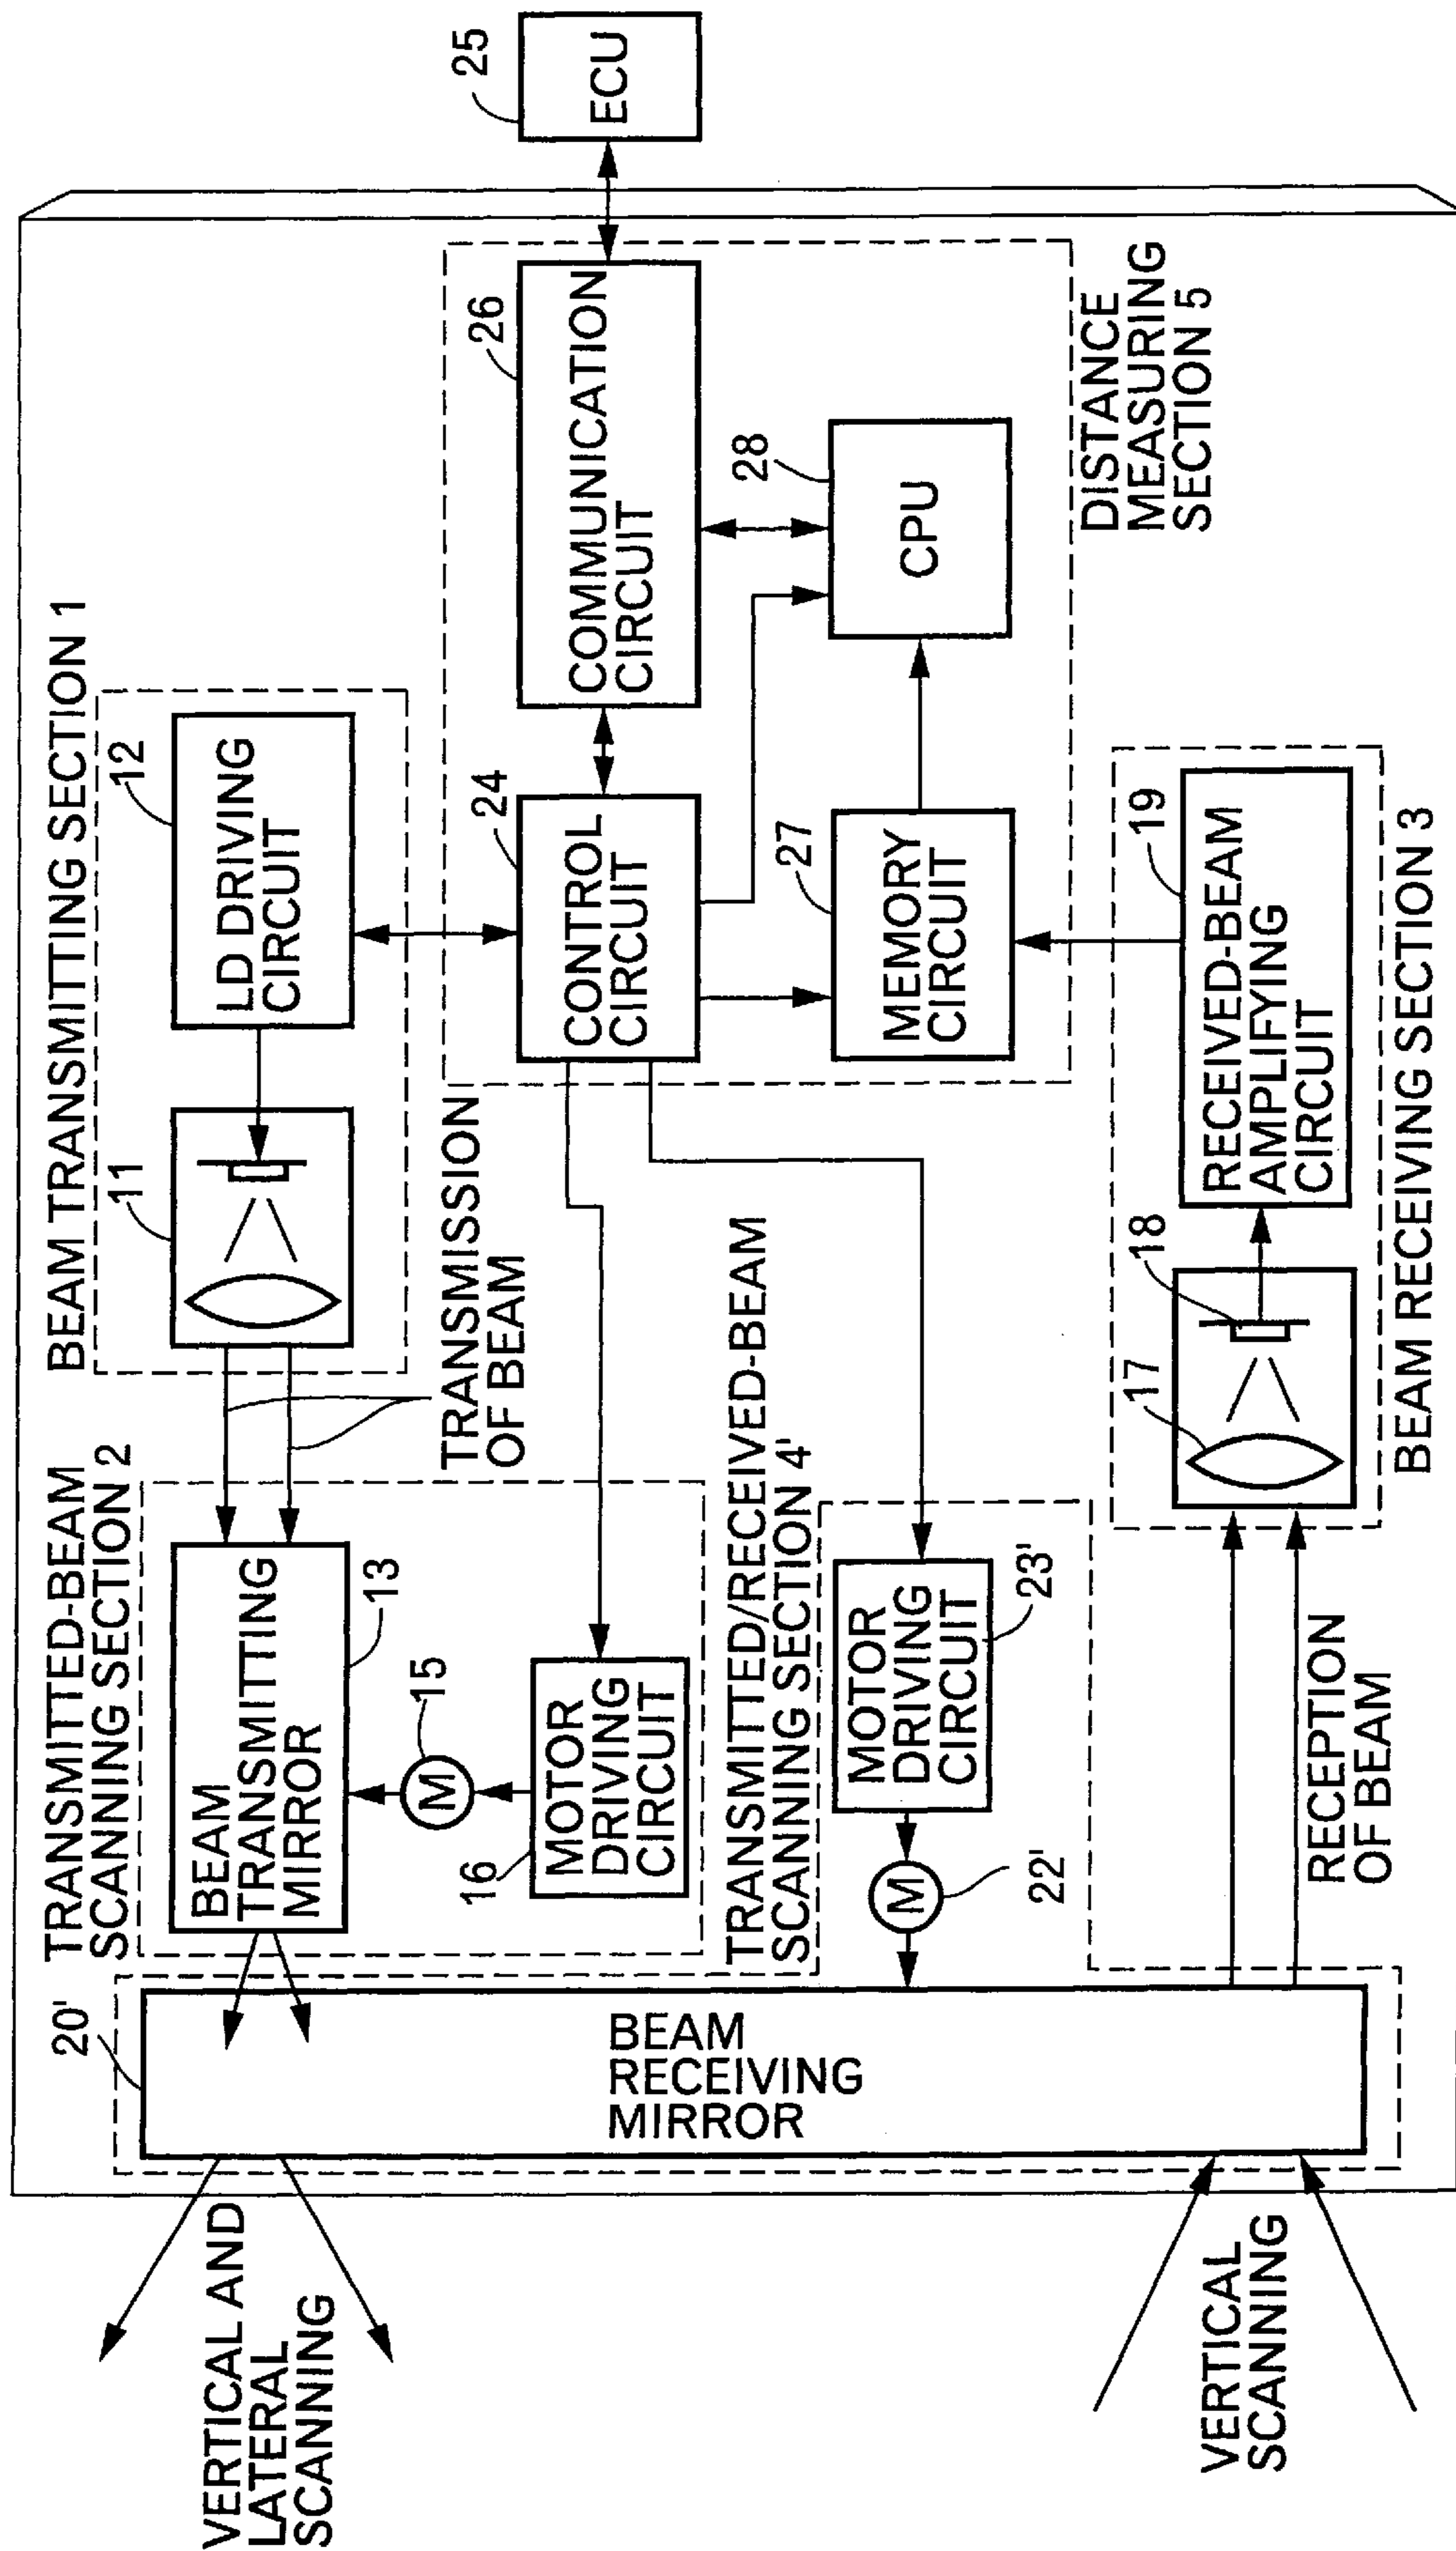 BEAM TRANSMITTING SECTION 1
11
12
LD DRIVING
CIRCUIT
TRANSMITTED-BEAM
SCANNING SECTION 2
BEAM
TRANSMITTING
MIRROR
13
15
M
16
MOTOR
DRIVING
CIRCUIT
TRANSMISSION
OF BEAM
20'
BEAM
RECEIVING
MIRROR
VERTICAL AND
LATERAL
SCANNING
VERTICAL
SCANNING
TRANSMITTED/RECEIVED-BEAM
SCANNING SECTION 4'
MOTOR
DRIVING
CIRCUIT
23'
M
22'
RECEPTION
OF BEAM
24
CONTROL
CIRCUIT
26
COMMUNICATION
CIRCUIT
25
ECU
27
MEMORY
CIRCUIT
28
CPU
DISTANCE
MEASURING
SECTION 5
17
18
19
RECEIVED-BEAM
AMPLIFYING
CIRCUIT
BEAM RECEIVING SECTION 3